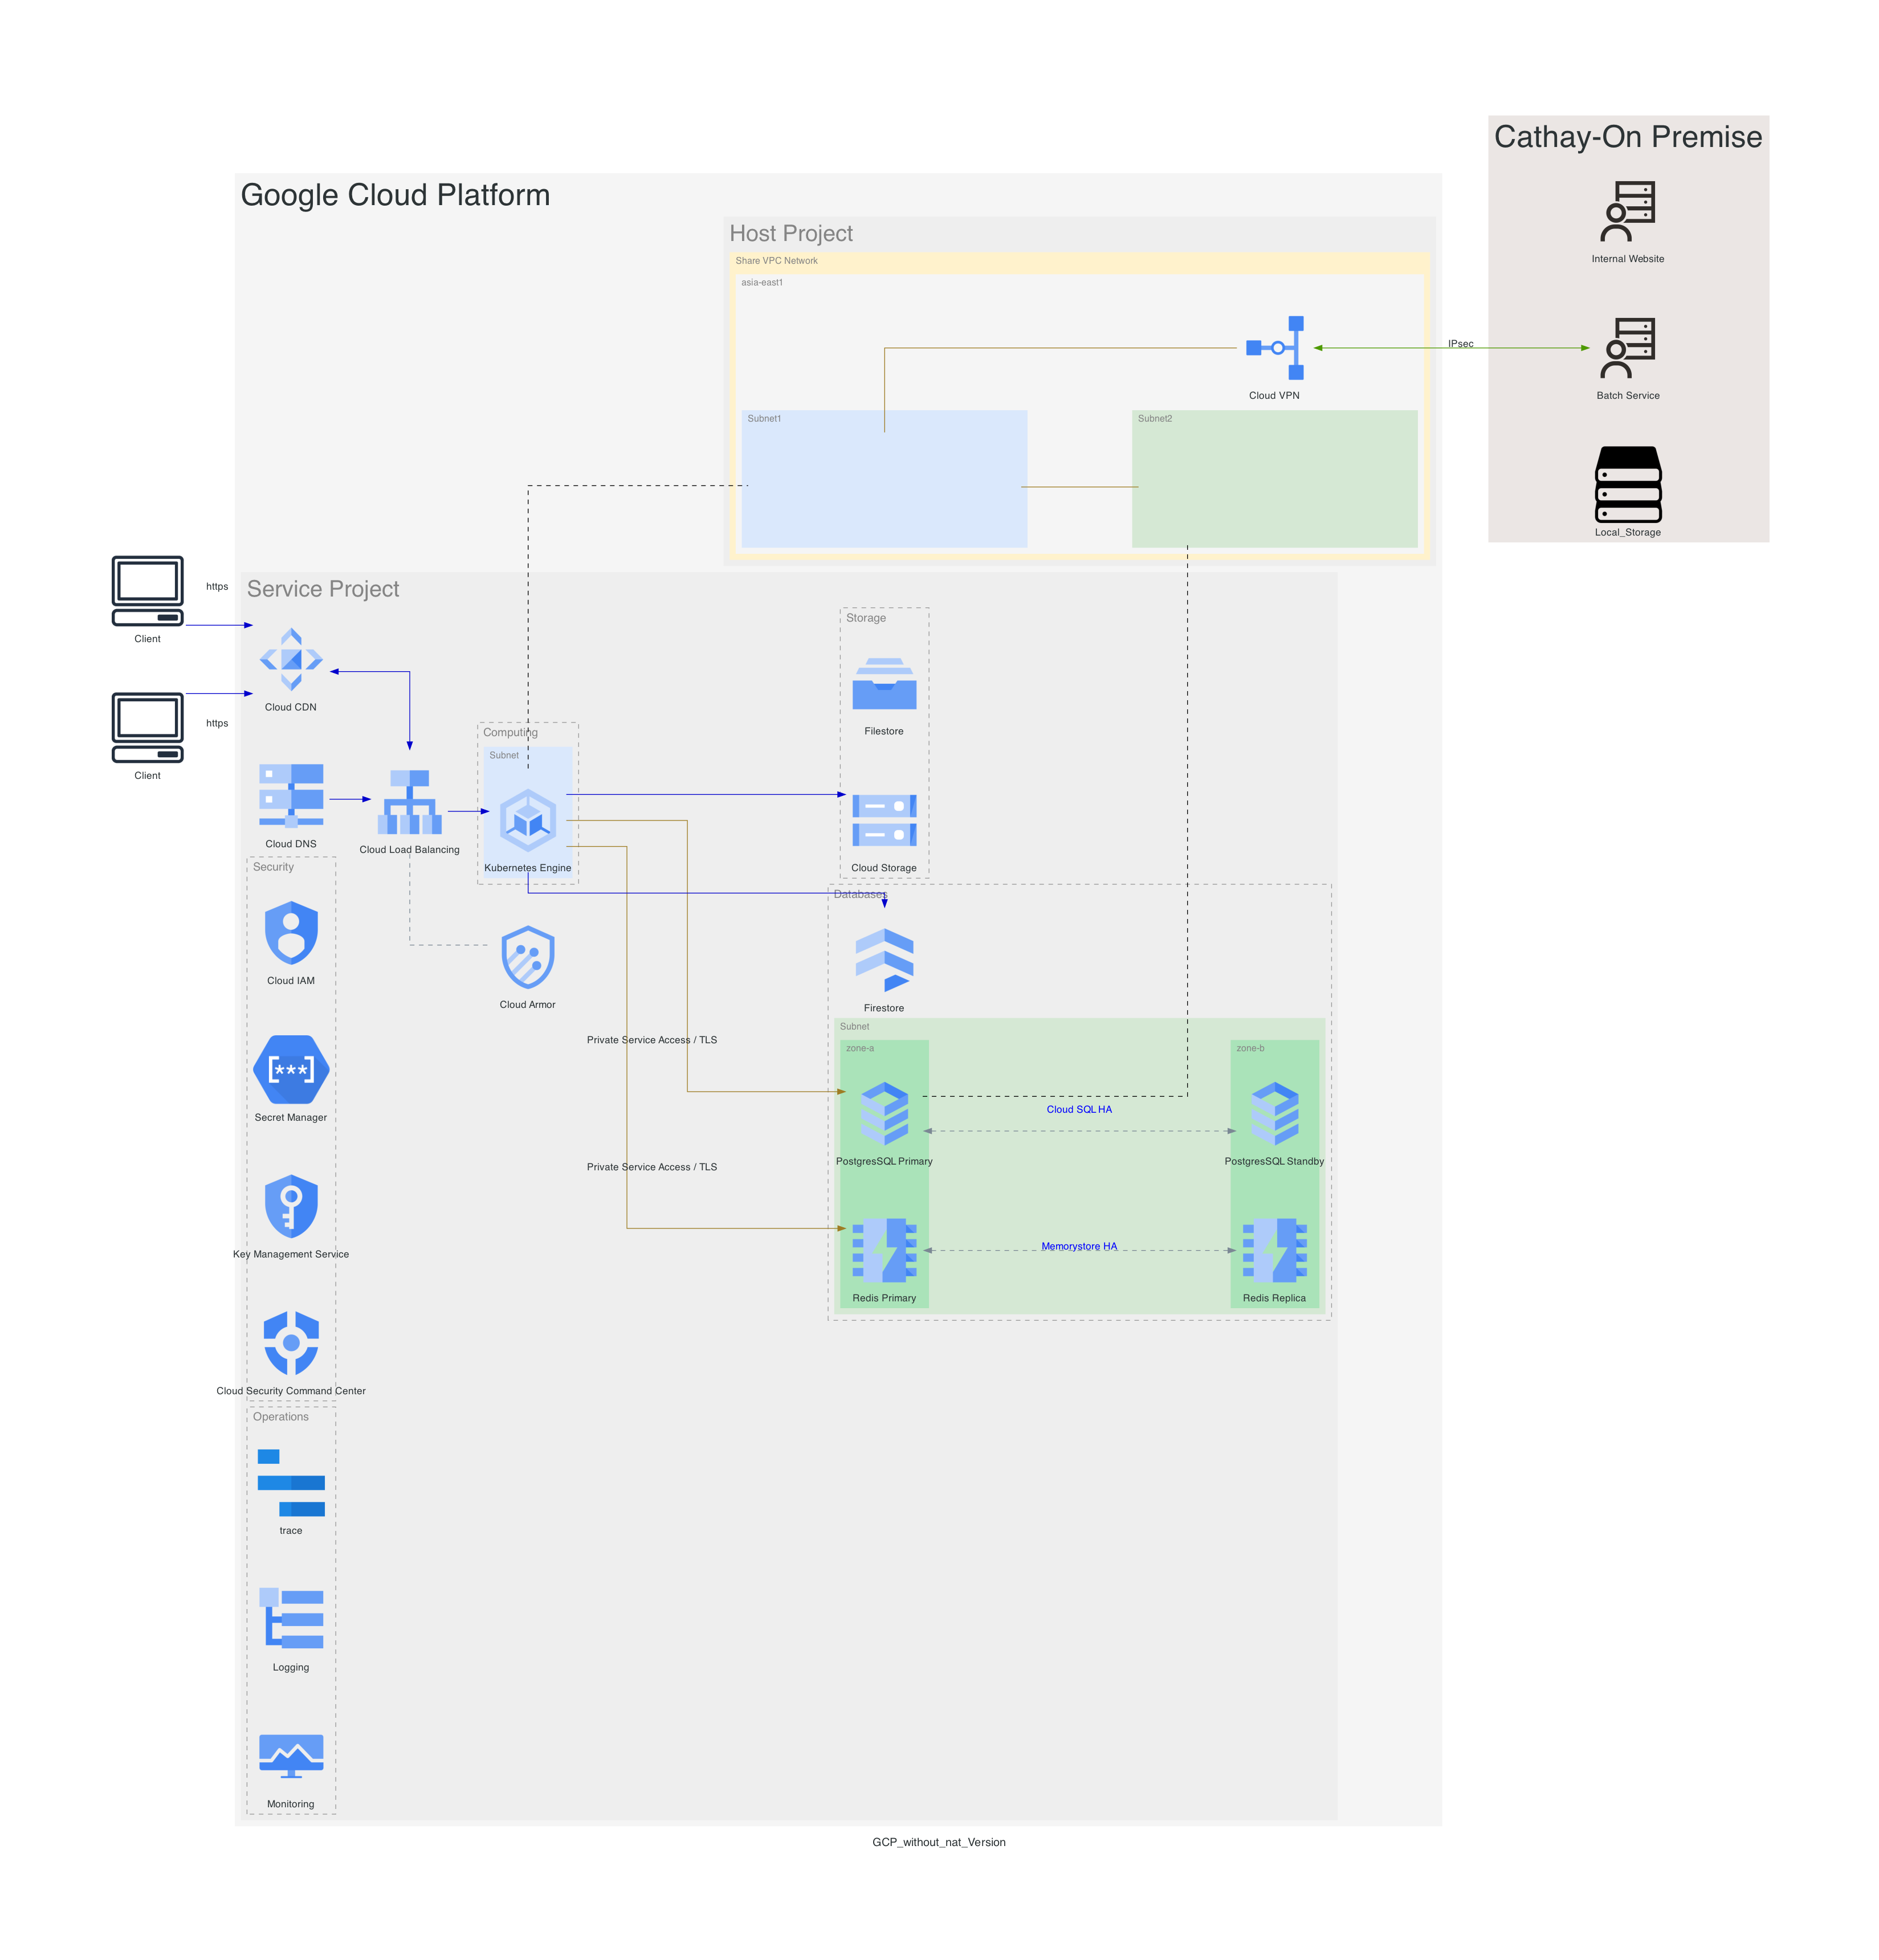 Cathay-On Premise
Internal Website
Batch Service
Local_Storage
Google Cloud Platform
Host Project
Share VPC Network
asia-east1
Cloud VPN
IPsec
Subnet1
Subnet2
Service Project
https
Client
https
Client
Cloud CDN
Cloud DNS
Cloud Load Balancing
Computing
Subnet
Kubernetes Engine
Cloud Armor
Storage
Filestore
Cloud Storage
Databases
Firestore
Subnet
zone-a
zone-b
Private Service Access / TLS
Cloud SQL HA
PostgresSQL Primary
PostgresSQL Standby
Private Service Access / TLS
Memorystore HA
Redis Primary
Redis Replica
Security
Cloud IAM
[***]
Secret Manager
Key Management Service
Cloud Security Command Center
Operations
trace
Logging
Monitoring
GCP_without_nat_Version